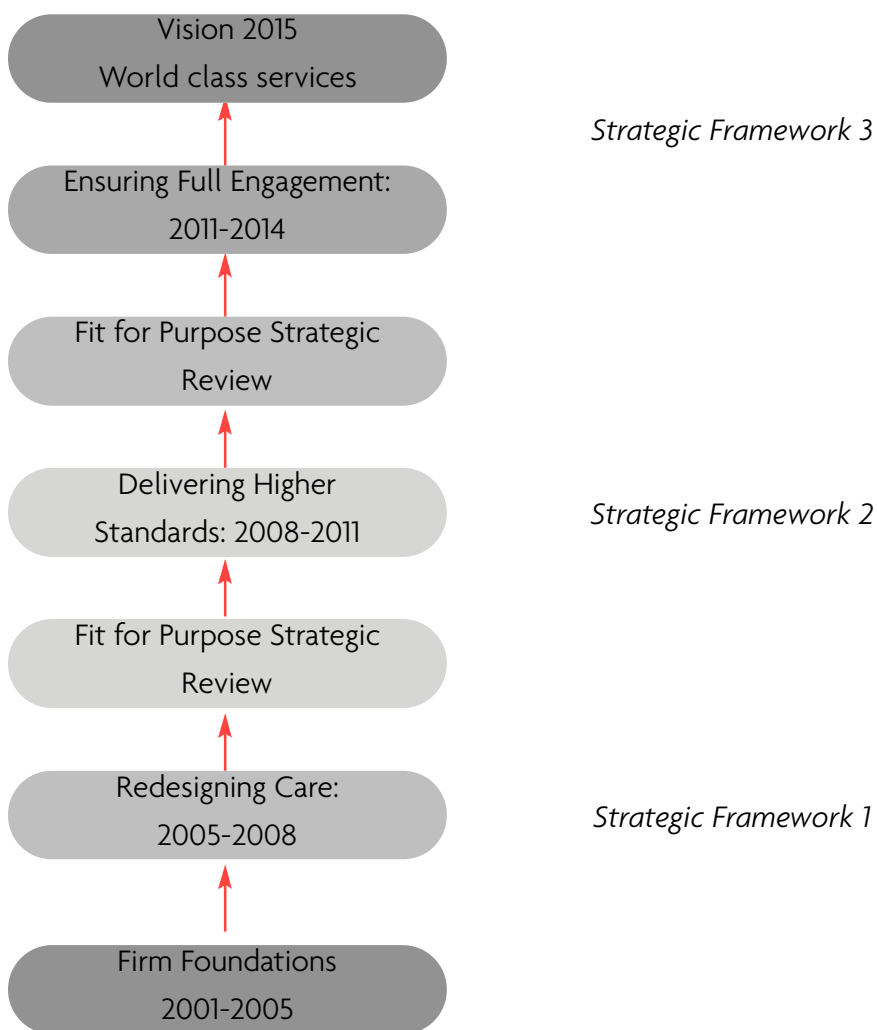 Vision 2015
World class services
Strategic Framework 3
Ensuring Full Engagement:
2011-2014
Fit for Purpose Strategic
Review
Delivering Higher
Standards: 2008-2011
Strategic Framework 2
Fit for Purpose Strategic
Review
Redesigning Care:
2005-2008
Strategic Framework 1
Firm Foundations
2001-2005